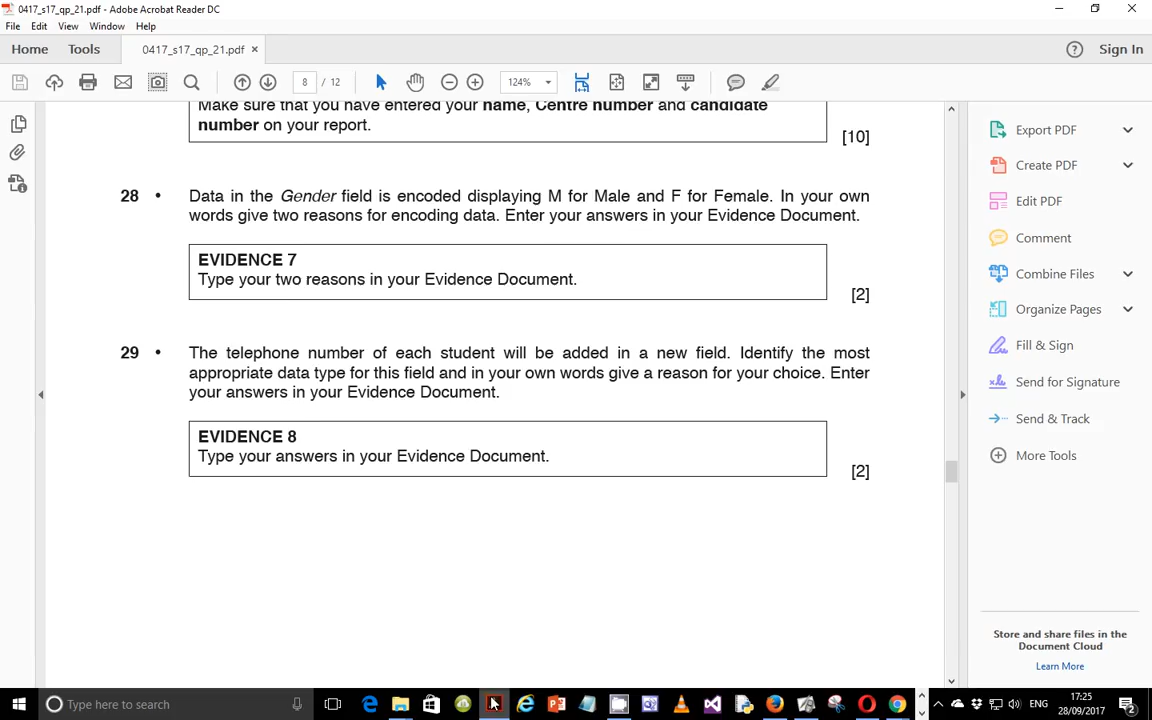 0417_s17_qp_21.pdf - Adobe Acrobat Reader DC
File Edit View Window Help
Home Tools 0417_s17_qp_21.pdf × Sign In
8 / 12 124%
Make sure that you have entered your name, Centre number and candidate
number on your report.
[10]
28 • Data in the Gender field is encoded displaying M for Male and F for Female. In your own
words give two reasons for encoding data. Enter your answers in your Evidence Document.
EVIDENCE 7
Type your two reasons in your Evidence Document.
[2]
29 • The telephone number of each student will be added in a new field. Identify the most
appropriate data type for this field and in your own words give a reason for your choice. Enter
your answers in your Evidence Document.
EVIDENCE 8
Type your answers in your Evidence Document.
[2]
Export PDF
Create PDF
Edit PDF
Comment
Combine Files
Organize Pages
Fill & Sign
Send for Signature
Send & Track
More Tools
Store and share files in the
Document Cloud
Learn More
Type here to search
ENG
17:25
28/09/2017
2